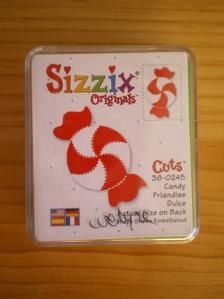 Sizzix
Originals
Cuts
38-0245
Candy
Friandise
Dulce
Actual Size on Back
Embellished